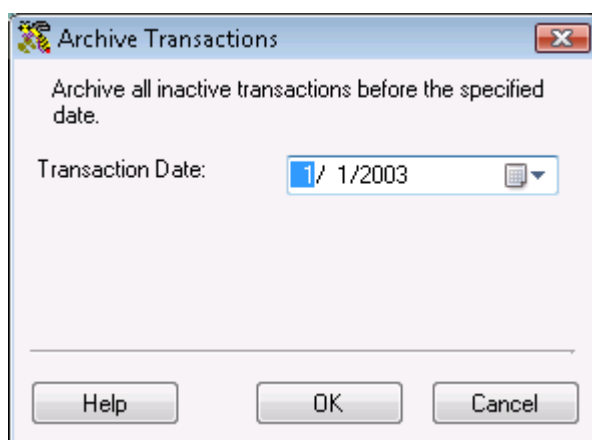 Archive Transactions
Archive all inactive transactions before the specified
date.
Transaction Date: 1/ 1/2003
Help OK Cancel